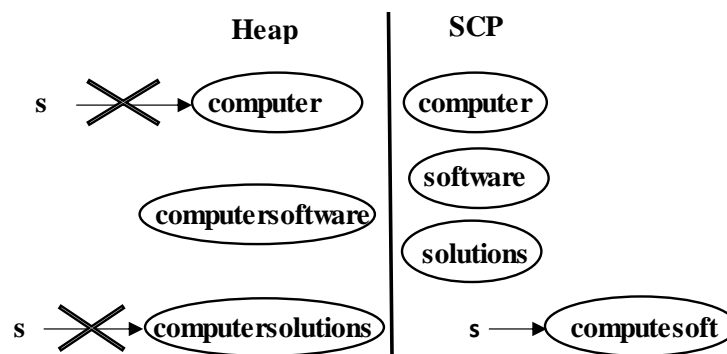 Heap SCP
s computer computer
software
computersoftware
solutions
s computersolutions s computesoft